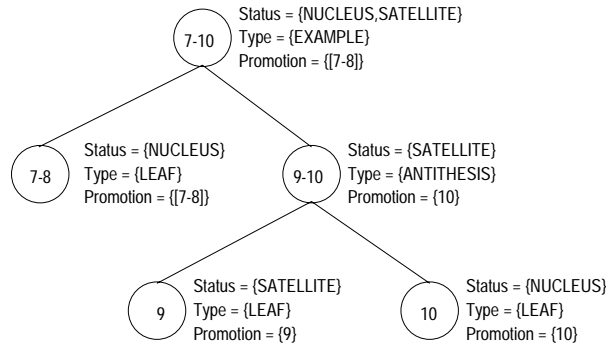 Status = {NUCLEUS,SATELLITE}
7-10
Type = {EXAMPLE}
Promotion = {[7-8]}
7-8
Status = {NUCLEUS}
Type = {LEAF}
Promotion = {[7-8]}
9-10
Status = {SATELLITE}
Type = {ANTITHESIS}
Promotion = {10}
9
Status = {SATELLITE}
Type = {LEAF}
Promotion = {9}
10
Status = {NUCLEUS}
Type = {LEAF}
Promotion = {10}